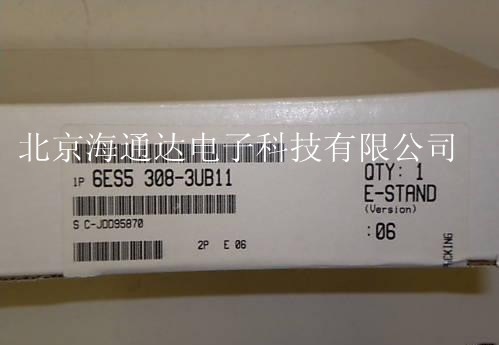 北京海通达电子科技有限公司
1P 6ES5 308-3UB11
QTY: 1
E-STAND
(Version)
:06
S C-JDD95870
2P E 06